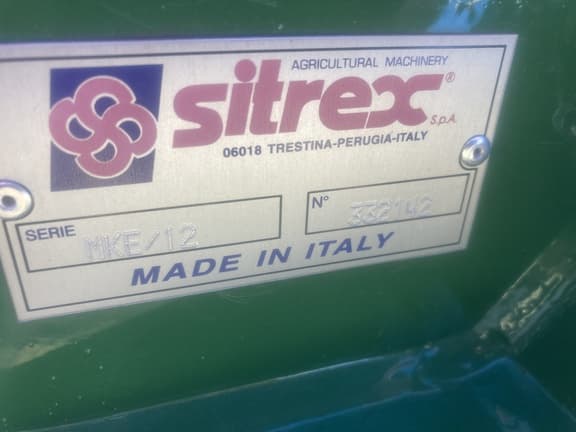 AGRICULTURAL MACHINERY
sitrex® S.p.A.
06018 TRESTINA-PERUGIA-ITALY
SERIE MKE/12 N° 332142
MADE IN ITALY